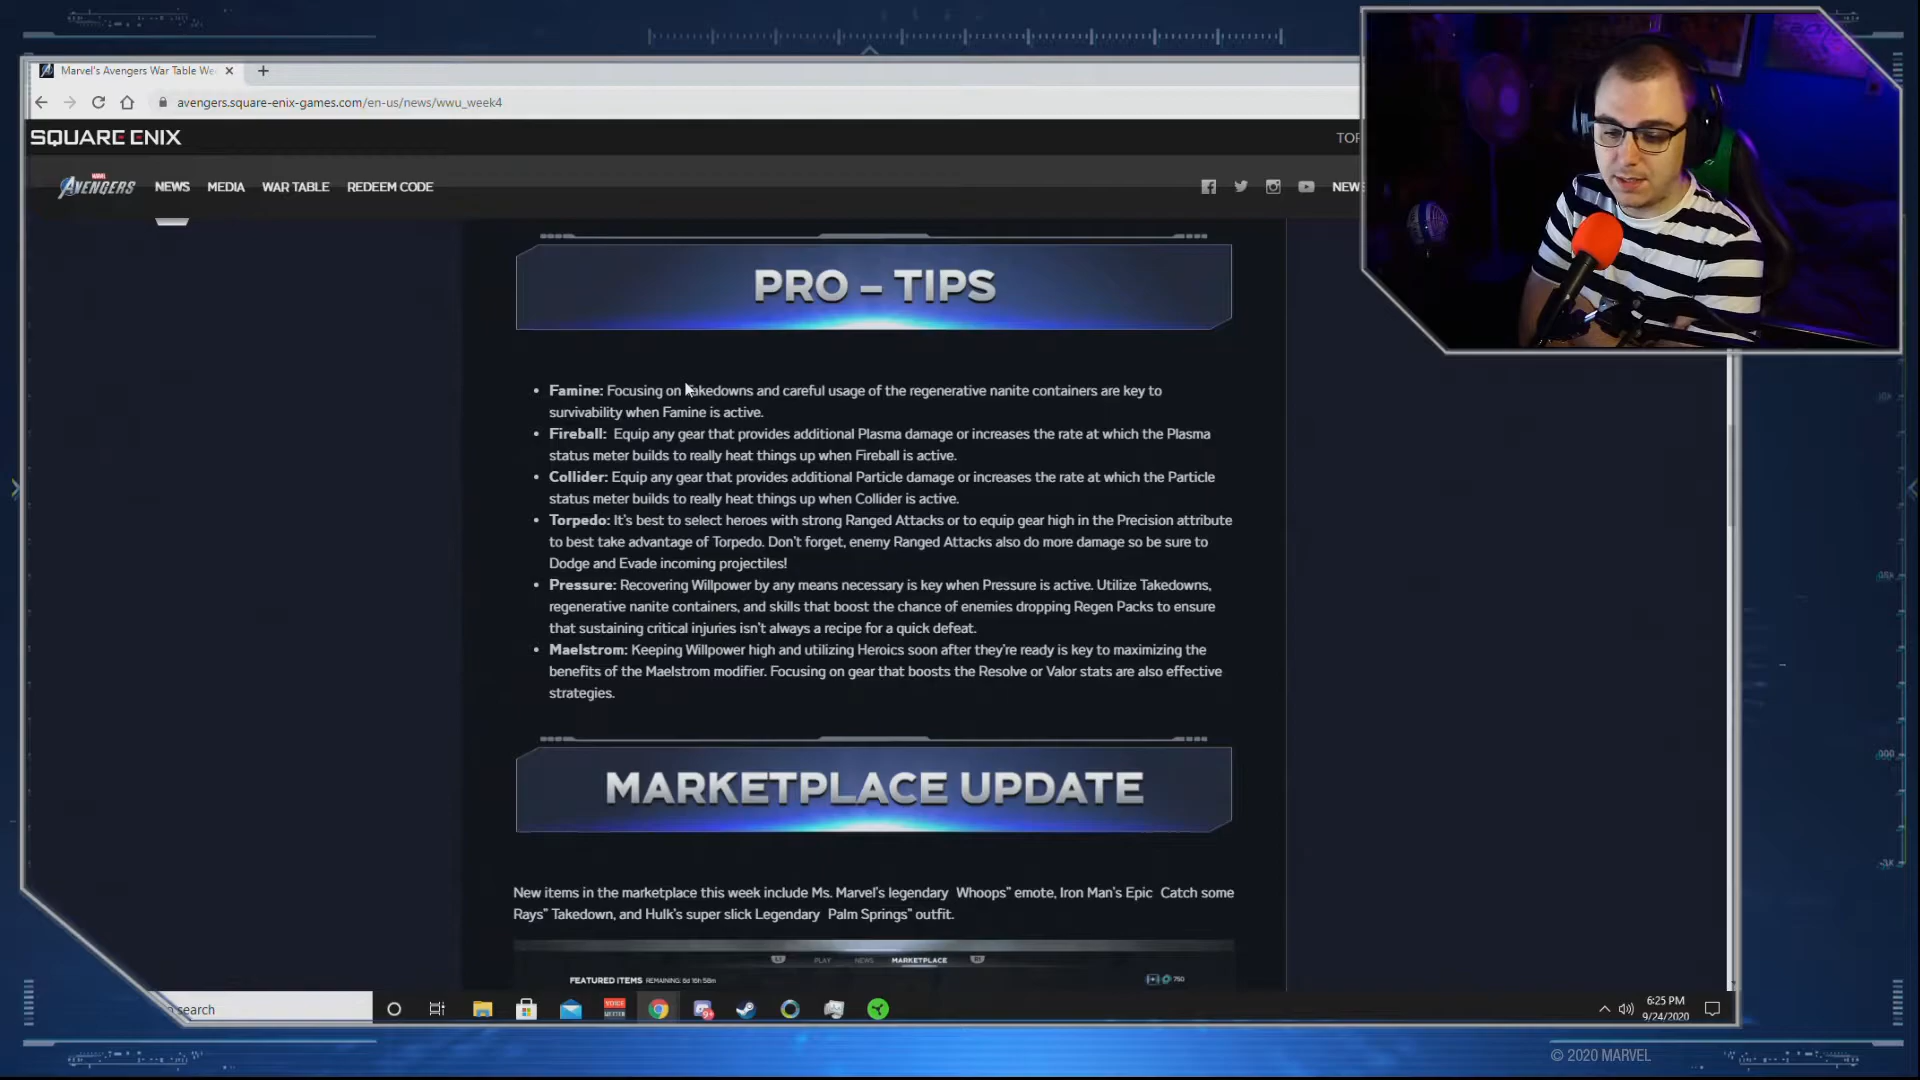 Marvel's Avengers War Table We
avengers.square-enix-games.com/en-us/news/wwu_week4
SQUARE ENIX
TOP
MARVEL
AVENGERS
NEWS MEDIA WAR TABLE REDEEM CODE
NEW
PRO – TIPS
• Famine: Focusing on Takedowns and careful usage of the regenerative nanite containers are key to
survivability when Famine is active.
• Fireball: Equip any gear that provides additional Plasma damage or increases the rate at which the Plasma
status meter builds to really heat things up when Fireball is active.
• Collider: Equip any gear that provides additional Particle damage or increases the rate at which the Particle
status meter builds to really heat things up when Collider is active.
• Torpedo: It's best to select heroes with strong Ranged Attacks or to equip gear high in the Precision attribute
to best take advantage of Torpedo. Don't forget, enemy Ranged Attacks also do more damage so be sure to
Dodge and Evade incoming projectiles!
• Pressure: Recovering Willpower by any means necessary is key when Pressure is active. Utilize Takedowns,
regenerative nanite containers, and skills that boost the chance of enemies dropping Regen Packs to ensure
that sustaining critical injuries isn't always a recipe for a quick defeat.
• Maelstrom: Keeping Willpower high and utilizing Heroics soon after they're ready is key to maximizing the
benefits of the Maelstrom modifier. Focusing on gear that boosts the Resolve or Valor stats are also effective
strategies.
MARKETPLACE UPDATE
New items in the marketplace this week include Ms. Marvel's legendary Whoops" emote, Iron Man's Epic Catch some
Rays" Takedown, and Hulk's super slick Legendary Palm Springs" outfit.
PLAY NEWS MARKETPLACE
FEATURED ITEMS REMAINING: 6d 16h 58m
750
search
6:25 PM
9/24/2020
© 2020 MARVEL